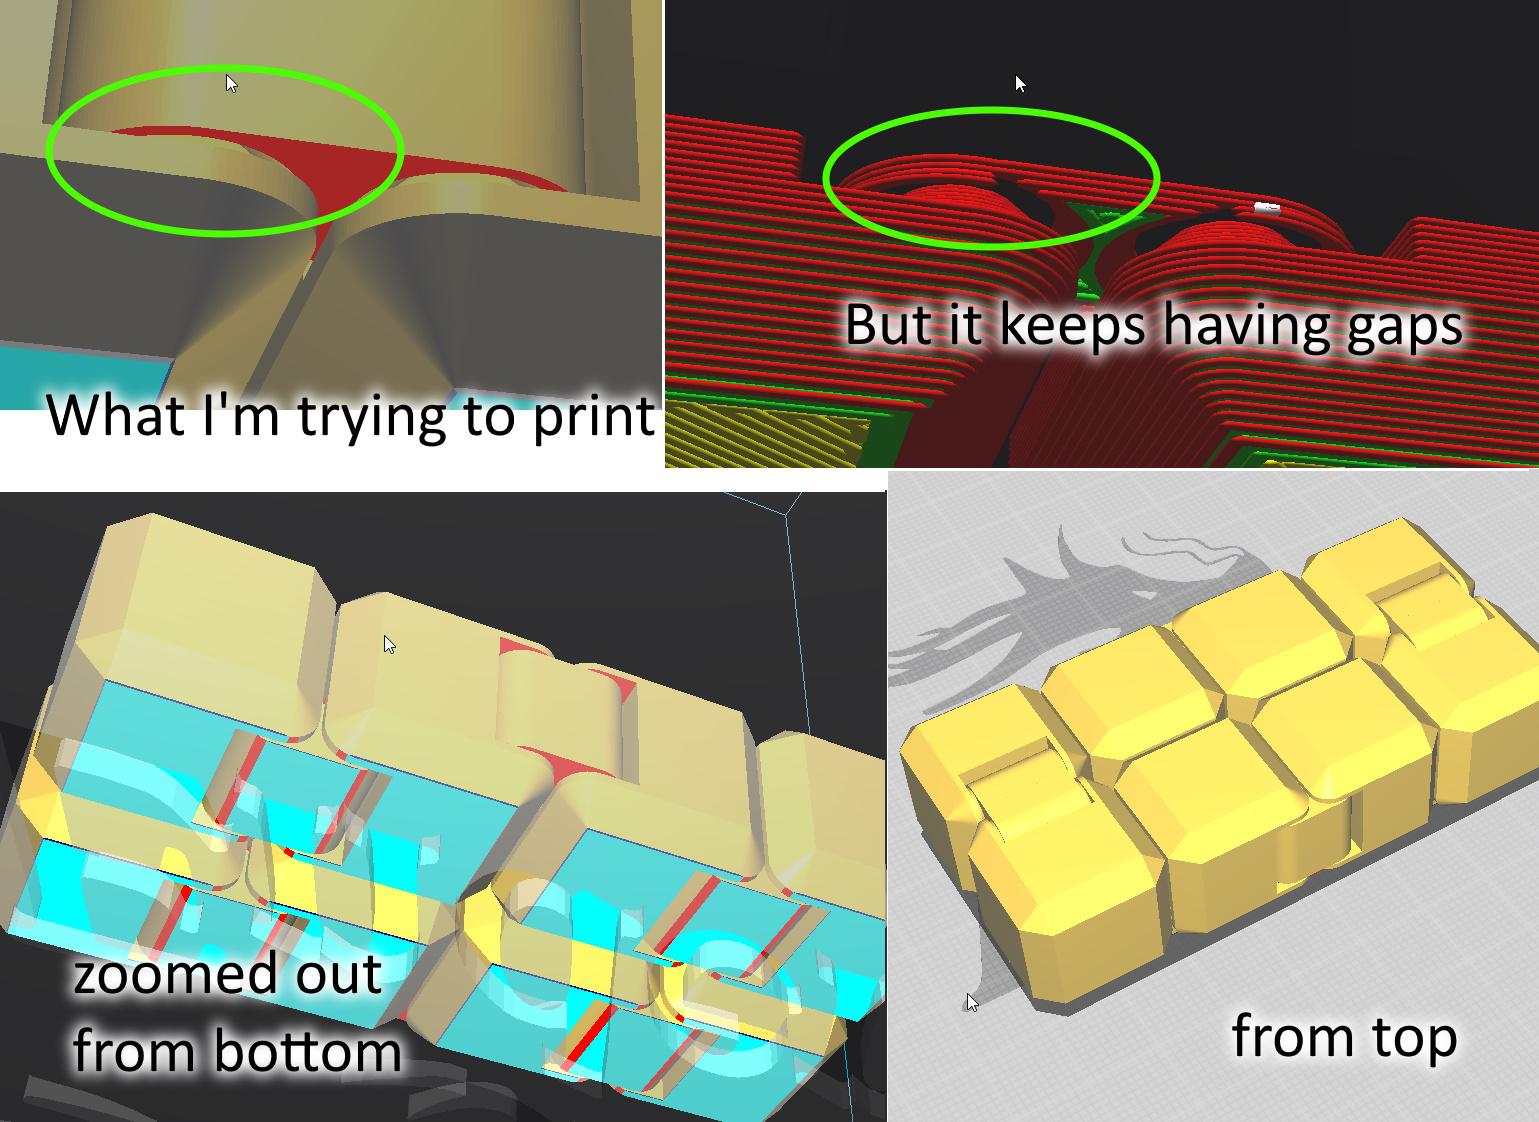 What I'm trying to print
But it keeps having gaps
zoomed out
from bottom
from top